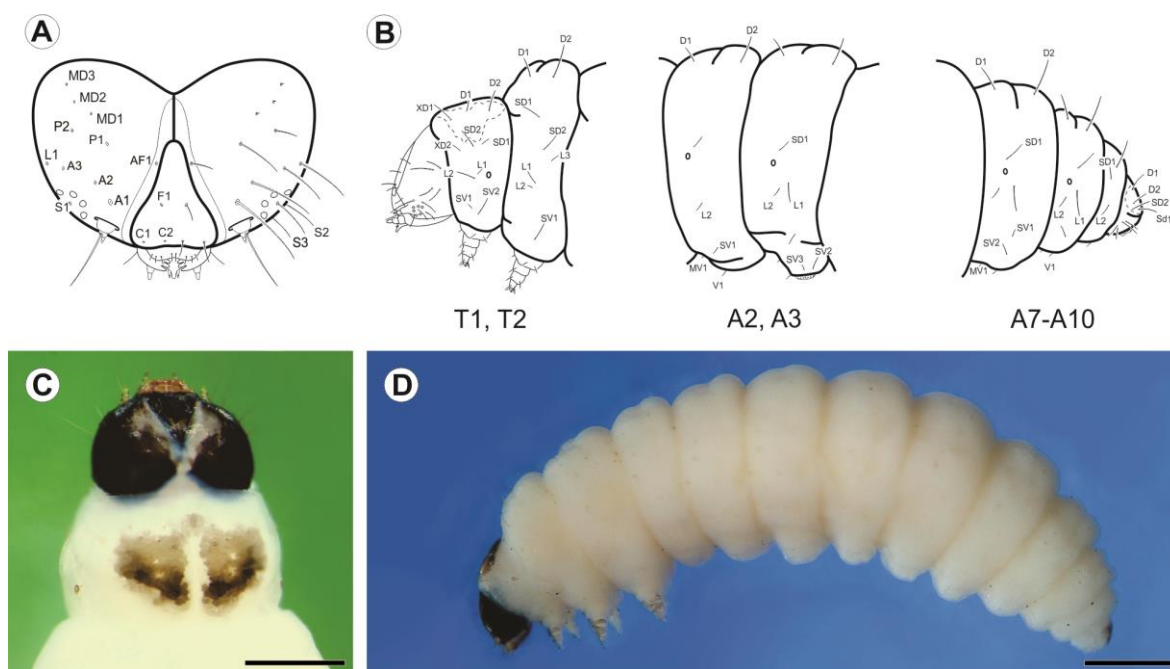 A
MD3
MD2
MD1
P2
P1
L1
A3
AF1
A2
F1
S1
A1
C1
C2
S3
S2
B
D1
D2
XD1
D1
D2
SD1
SD2
XD2
SD1
SD2
L3
L2
L1
L1
L2
SV1
SV2
SV1
T1, T2
D1
D2
SD1
L2
L2
L1
SV1
MV1
V1
SV3
SV2
A2, A3
D1
D2
SD1
SD1
D1
D2
SD2
Sd1
L2
L1
L2
SV2
SV1
MV1
V1
A7-A10
C
D